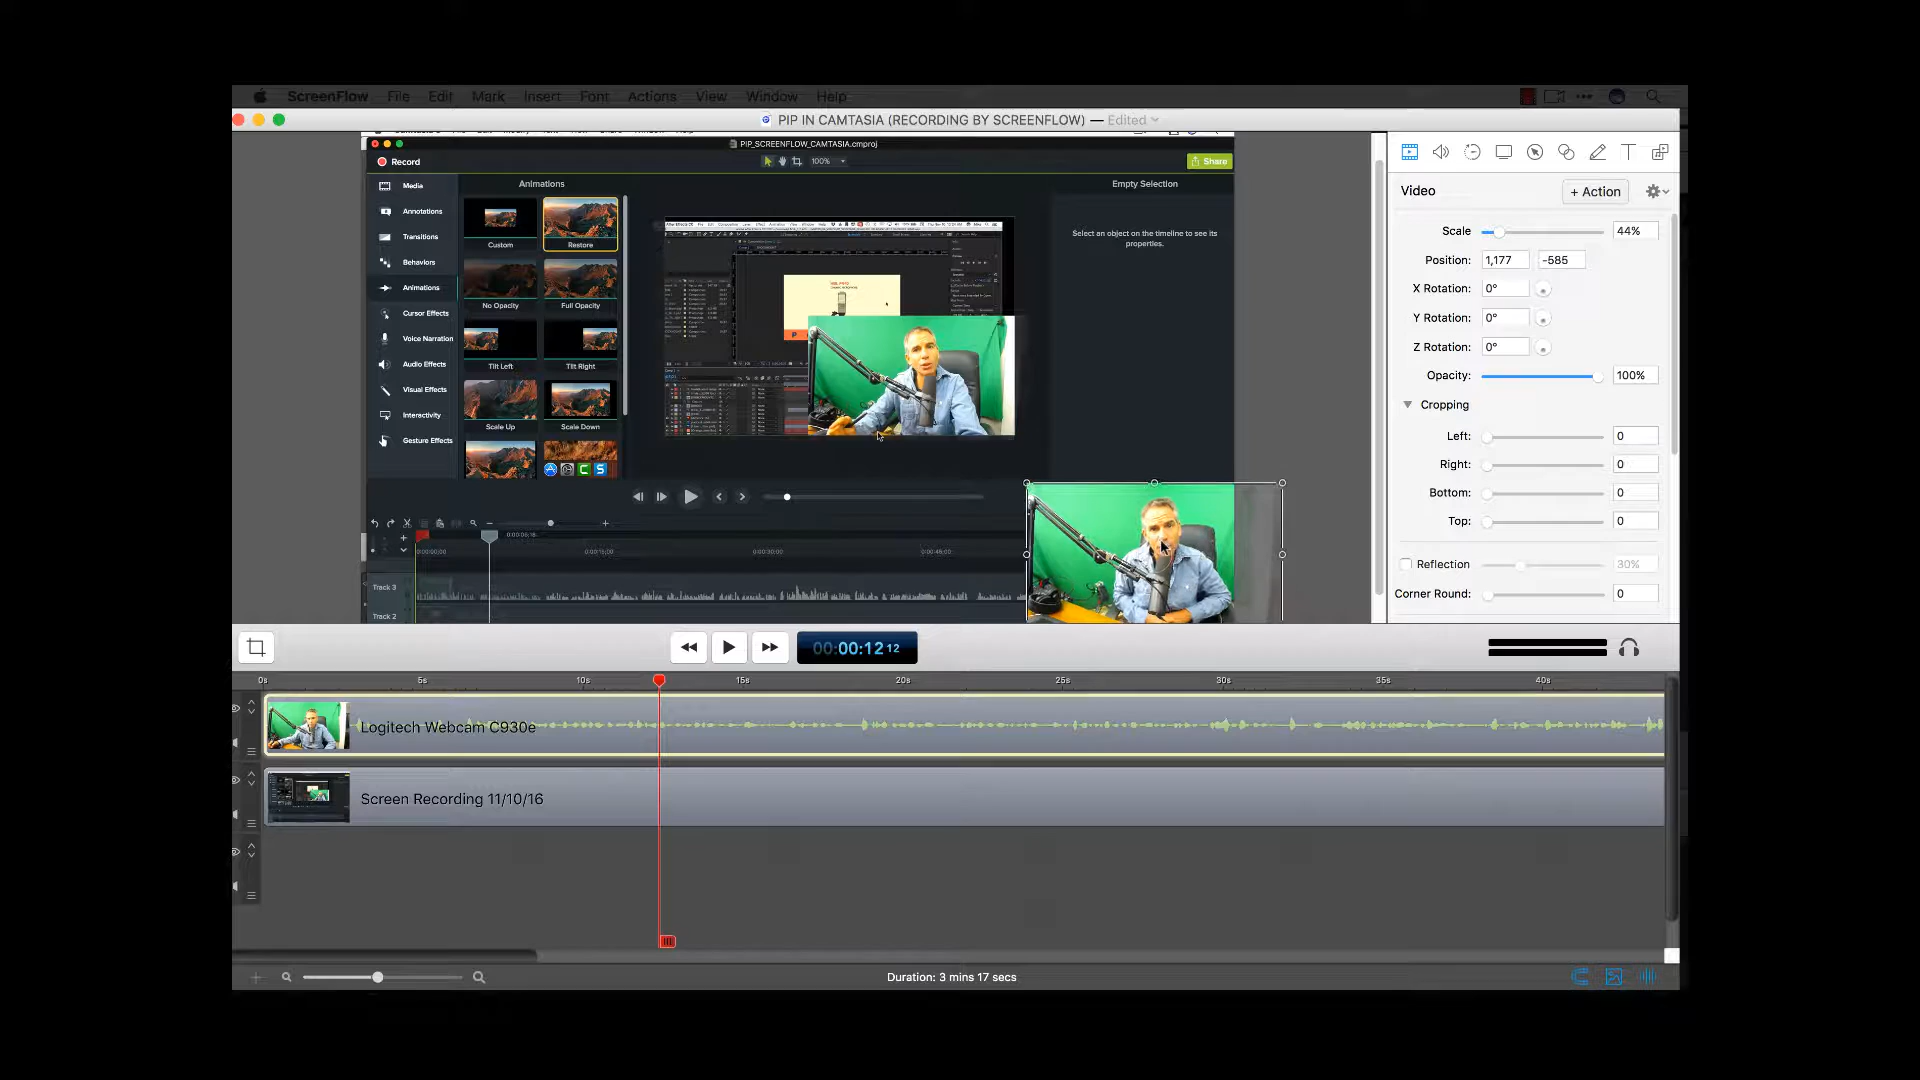 ScreenFlow File Edit Mark Insert Font Actions View Window Help
PIP IN CAMTASIA (RECORDING BY SCREENFLOW) — Edited
PIP_SCREENFLOW_CAMTASIA.cmproj
Record
100%
Share
Media
Annotations
Transitions
Behaviors
Animations
Cursor Effects
Voice Narration
Audio Effects
Visual Effects
Interactivity
Gesture Effects
Animations
Custom
Restore
No Opacity
Full Opacity
Tilt Left
Tilt Right
Scale Up
Scale Down
Empty Selection
Select an object on the timeline to see its
properties.
Track 3
Track 2
Video
+ Action
Scale 44%
Position: 1,177 -585
X Rotation: 0°
Y Rotation: 0°
Z Rotation: 0°
Opacity: 100%
Cropping
Left: 0
Right: 0
Bottom: 0
Top: 0
Reflection 30%
Corner Round: 0
00:00:12 12
0s 5s 10s 15s 20s 25s 30s 35s 40s
Logitech Webcam C930e
Screen Recording 11/10/16
Duration: 3 mins 17 secs